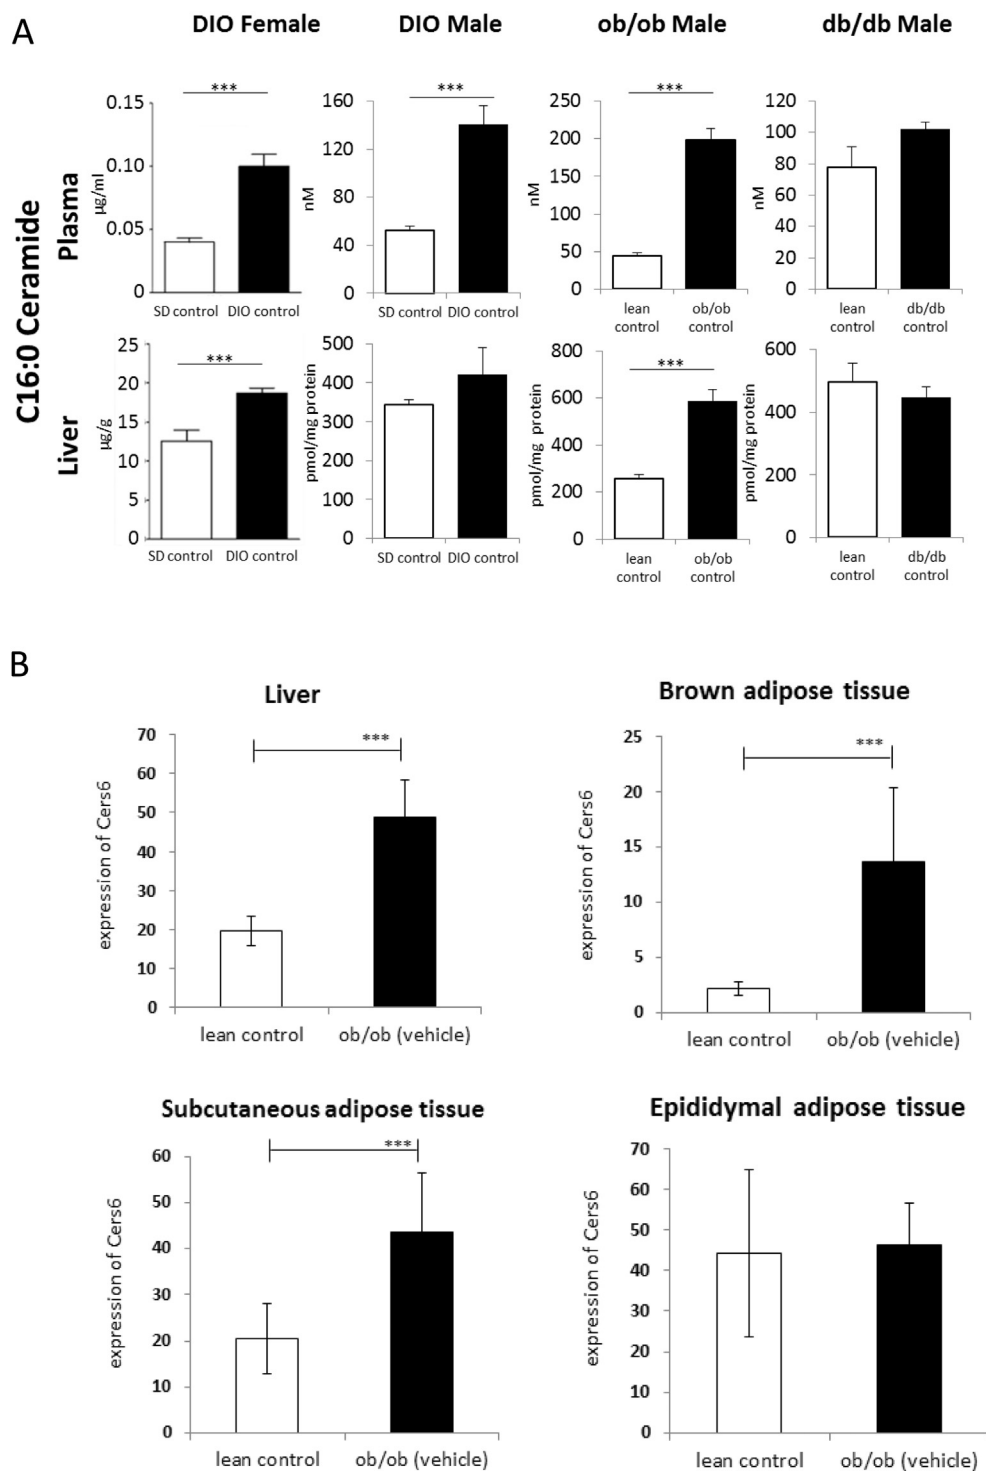 A
DIO Female
DIO Male
ob/ob Male
db/db Male
C16:0 Ceramide
Plasma
0.15
0.10
0.05
0
µg/ml
***
SD control
DIO control
160
120
80
40
0
nM
***
SD control
DIO control
250
200
150
100
50
0
nM
***
lean
control
ob/ob
control
120
100
80
60
40
20
0
nM
lean
control
db/db
control
Liver
25
20
15
10
5
0
µg/g
***
SD control
DIO control
500
400
300
200
100
0
pmol/mg protein
SD control
DIO control
800
600
400
200
0
pmol/mg protein
***
lean
control
ob/ob
control
600
400
200
0
pmol/mg protein
lean
control
db/db
control
B
Liver
expression of Cers6
70
60
50
40
30
20
10
0
***
lean control
ob/ob (vehicle)
Brown adipose tissue
expression of Cers6
25
20
15
10
5
0
***
lean control
ob/ob (vehicle)
Subcutaneous adipose tissue
expression of Cers6
60
50
40
30
20
10
0
***
lean control
ob/ob (vehicle)
Epididymal adipose tissue
expression of Cers6
70
60
50
40
30
20
10
0
lean control
ob/ob (vehicle)